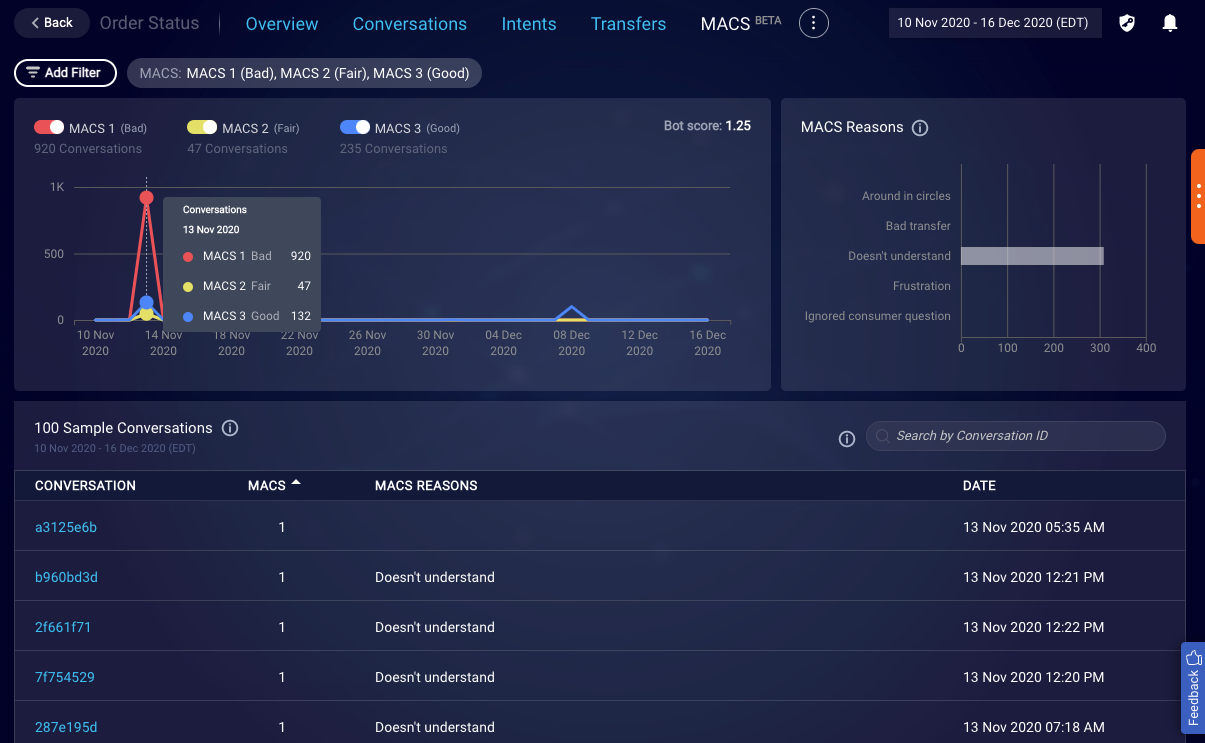 Back Order Status Overview Conversations Intents Transfers MACS BETA 10 Nov 2020 - 16 Dec 2020 (EDT)
Add Filter MACS: MACS 1 (Bad), MACS 2 (Fair), MACS 3 (Good)
MACS 1 (Bad) MACS 2 (Fair) MACS 3 (Good) Bot score: 1.25
920 Conversations 47 Conversations 235 Conversations
1K
500
0
Conversations
13 Nov 2020
MACS 1 Bad 920
MACS 2 Fair 47
MACS 3 Good 132
10 Nov 14 Nov 18 Nov 22 Nov 26 Nov 30 Nov 04 Dec 08 Dec 12 Dec 16 Dec
2020 2020 2020 2020 2020 2020 2020 2020 2020 2020
MACS Reasons
Around in circles
Bad transfer
Doesn't understand
Frustration
Ignored consumer question
0 100 200 300 400
100 Sample Conversations
10 Nov 2020 - 16 Dec 2020 (EDT)
Search by Conversation ID
CONVERSATION MACS MACS REASONS DATE
a3125e6b 1 13 Nov 2020 05:35 AM
b960bd3d 1 Doesn't understand 13 Nov 2020 12:21 PM
2f661f71 1 Doesn't understand 13 Nov 2020 12:22 PM
7f754529 1 Doesn't understand 13 Nov 2020 12:20 PM
287e195d 1 Doesn't understand 13 Nov 2020 07:18 AM
Feedback